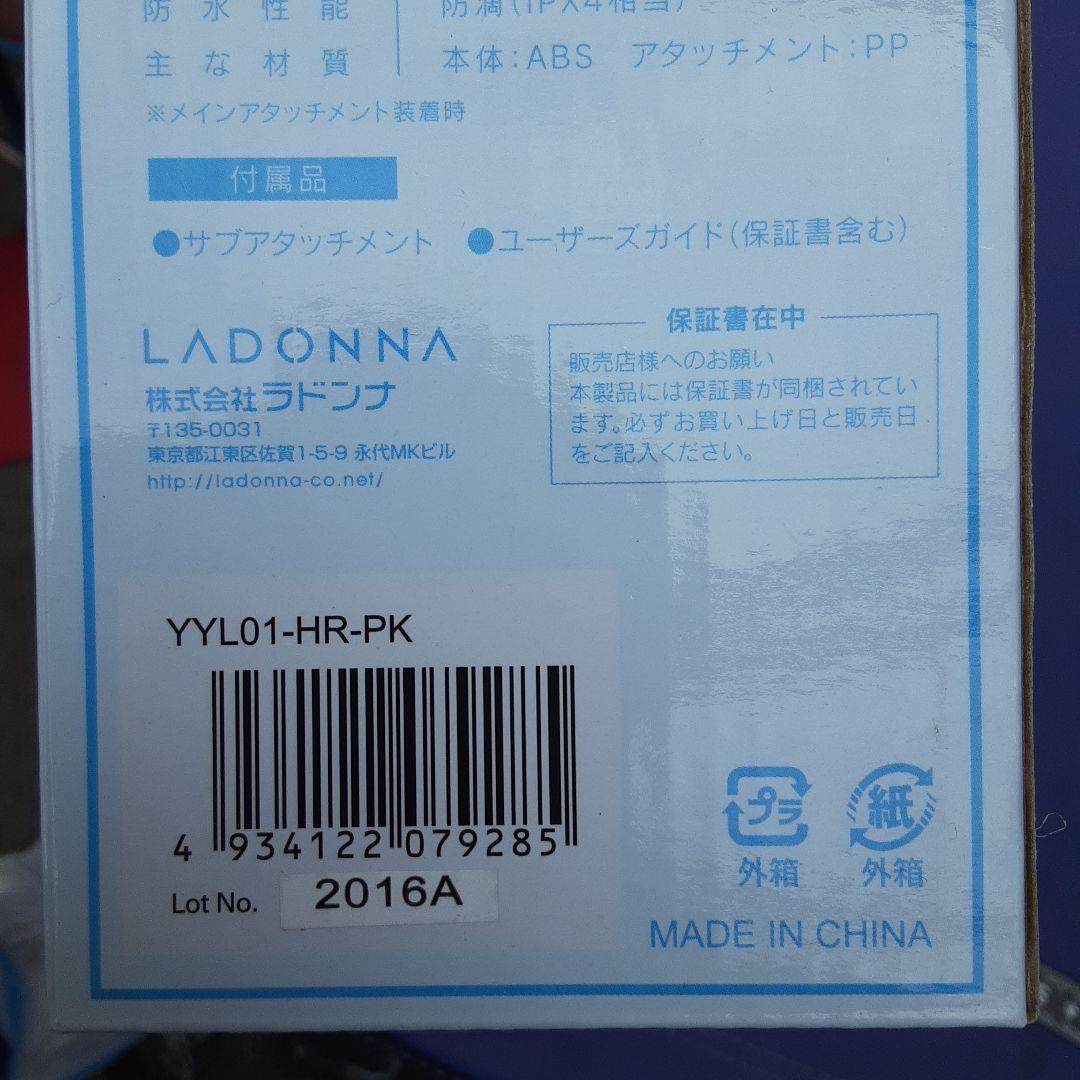 防水性能 防滴(IPX4相当)
主な材質 本体:ABS アタッチメント:PP
※メインアタッチメント装着時
付属品
●サブアタッチメント ●ユーザーズガイド(保証書含む)
LADONNA
株式会社ラドンナ
〒135-0031
東京都江東区佐賀1-5-9 永代MKビル
http://ladonna-co.net/
保証書在中
販売店様へのお願い
本製品には保証書が同梱されてい
ます。必ずお買い上げ日と販売日
をご記入ください。
YYL01-HR-PK
4 934122 079285
Lot No. 2016A
プラ
外箱
紙
外箱
MADE IN CHINA